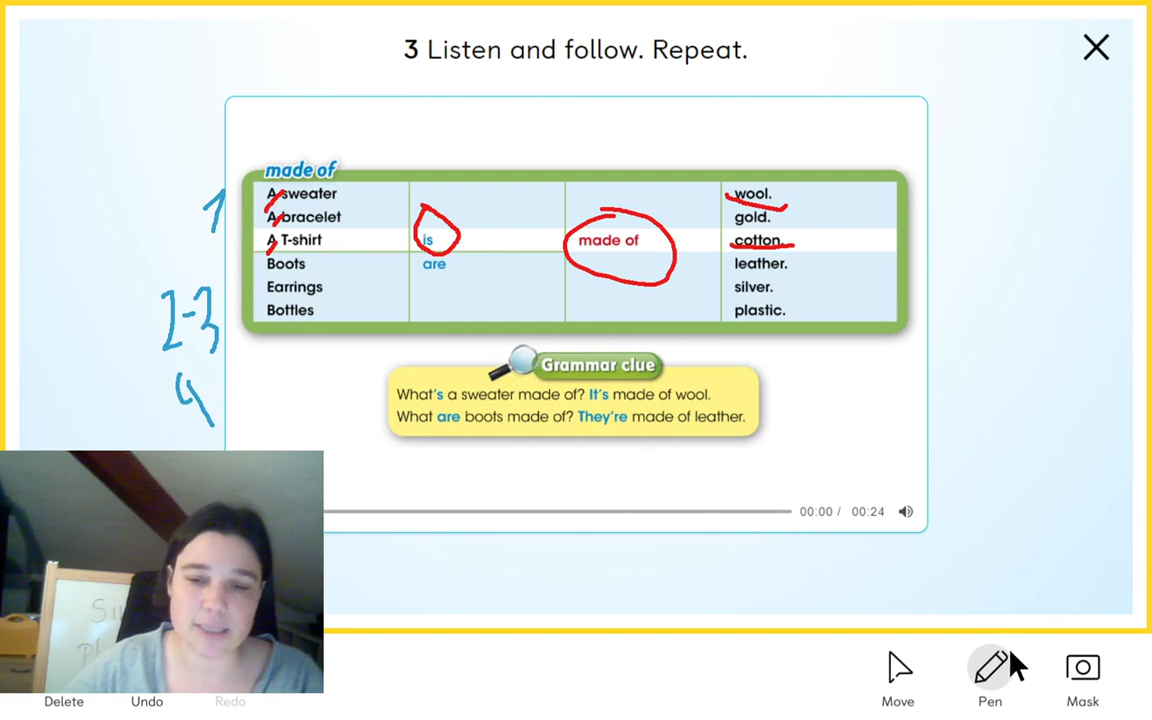 3 Listen and follow. Repeat.
made of
A sweater wool.
A bracelet gold.
A T-shirt is made of cotton.
Boots are leather.
Earrings silver.
Bottles plastic.
1
2-3
4
Grammar clue
What's a sweater made of? It's made of wool.
What are boots made of? They're made of leather.
00:00 / 00:24
Delete Undo Redo Move Pen Mask